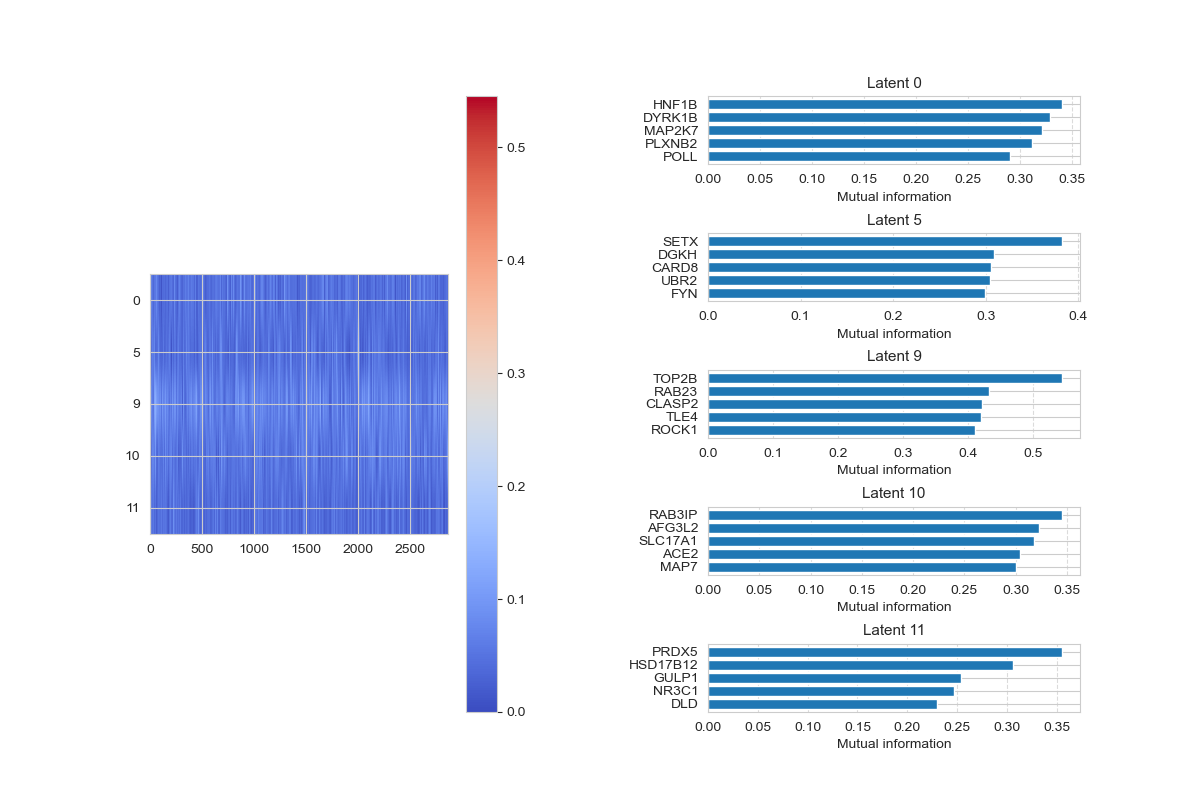 0
5
9
10
11
0 500 1000 1500 2000 2500
0.5
0.4
0.3
0.2
0.1
0.0
Latent 0
HNF1B
DYRK1B
MAP2K7
PLXNB2
POLL
0.00 0.05 0.10 0.15 0.20 0.25 0.30 0.35
Mutual information
Latent 5
SETX
DGKH
CARD8
UBR2
FYN
0.0 0.1 0.2 0.3 0.4
Mutual information
Latent 9
TOP2B
RAB23
CLASP2
TLE4
ROCK1
0.0 0.1 0.2 0.3 0.4 0.5
Mutual information
Latent 10
RAB3IP
AFG3L2
SLC17A1
ACE2
MAP7
0.00 0.05 0.10 0.15 0.20 0.25 0.30 0.35
Mutual information
Latent 11
PRDX5
HSD17B12
GULP1
NR3C1
DLD
0.00 0.05 0.10 0.15 0.20 0.25 0.30 0.35
Mutual information